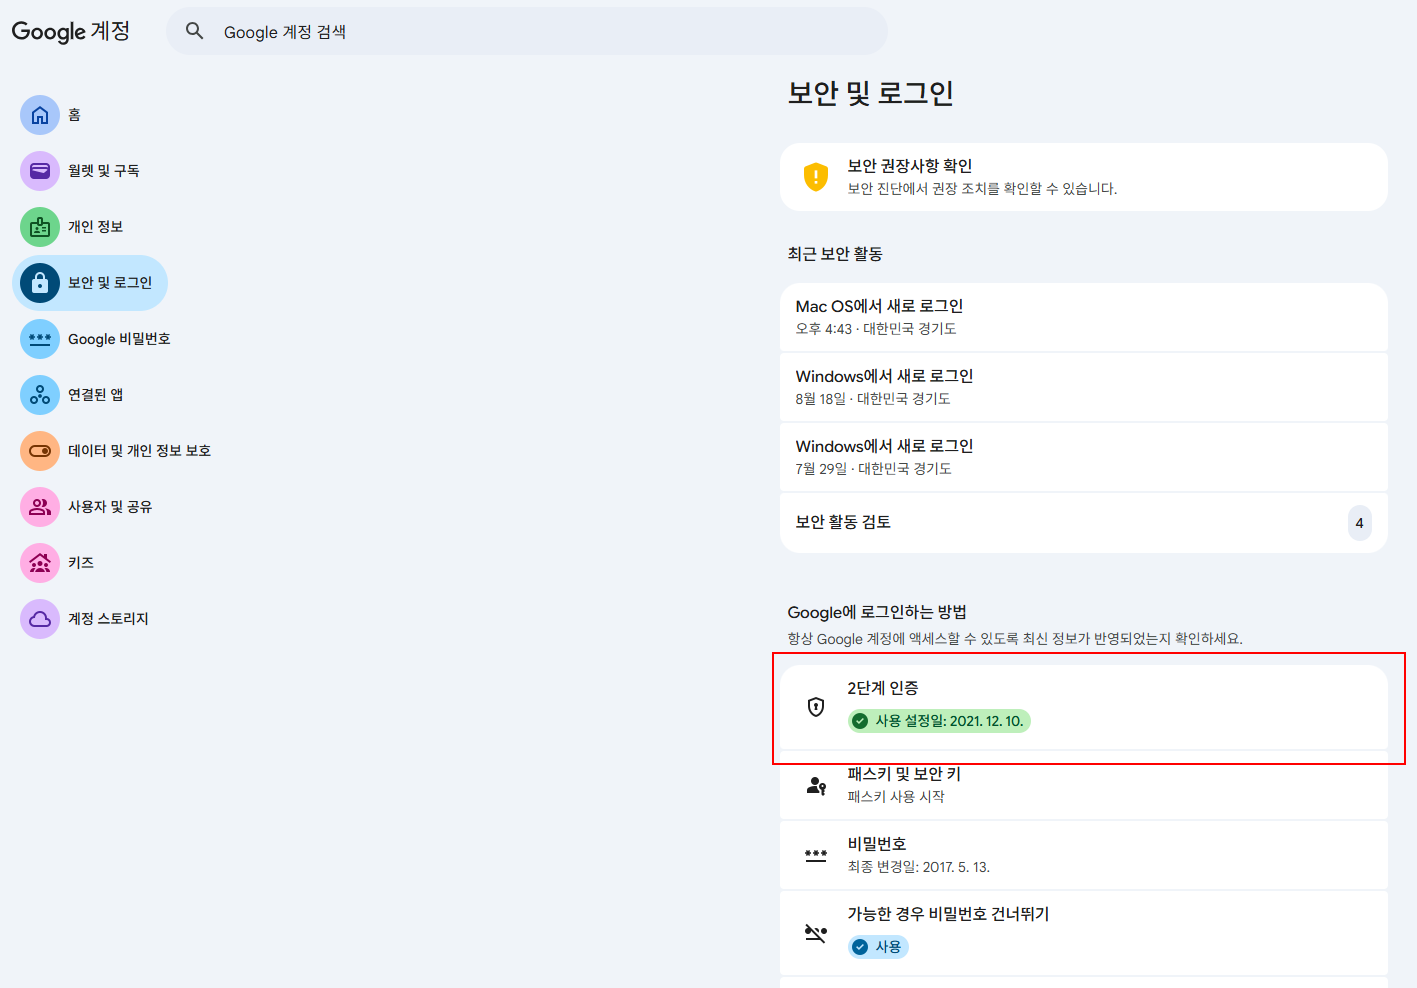 Google 계정
Google 계정 검색
홈
월렛 및 구독
개인 정보
보안 및 로그인
Google 비밀번호
연결된 앱
데이터 및 개인 정보 보호
사용자 및 공유
키즈
계정 스토리지
보안 및 로그인
보안 권장사항 확인
보안 진단에서 권장 조치를 확인할 수 있습니다.
최근 보안 활동
Mac OS에서 새로 로그인
오후 4:43 · 대한민국 경기도
Windows에서 새로 로그인
8월 18일 · 대한민국 경기도
Windows에서 새로 로그인
7월 29일 · 대한민국 경기도
보안 활동 검토
4
Google에 로그인하는 방법
항상 Google 계정에 액세스할 수 있도록 최신 정보가 반영되었는지 확인하세요.
2단계 인증
사용 설정일: 2021. 12. 10.
패스키 및 보안 키
패스키 사용 시작
비밀번호
최종 변경일: 2017. 5. 13.
가능한 경우 비밀번호 건너뛰기
사용